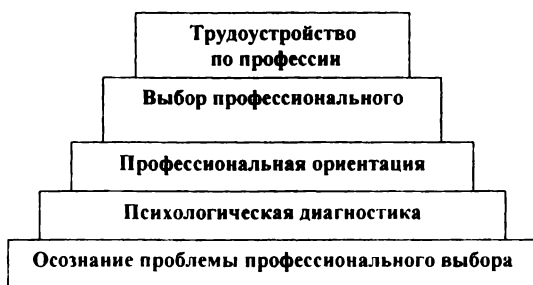 Трудоустройство
по профессии
Выбор профессионального
Профессиональная ориентация
Психологическая диагностика
Осознание проблемы профессионального выбора